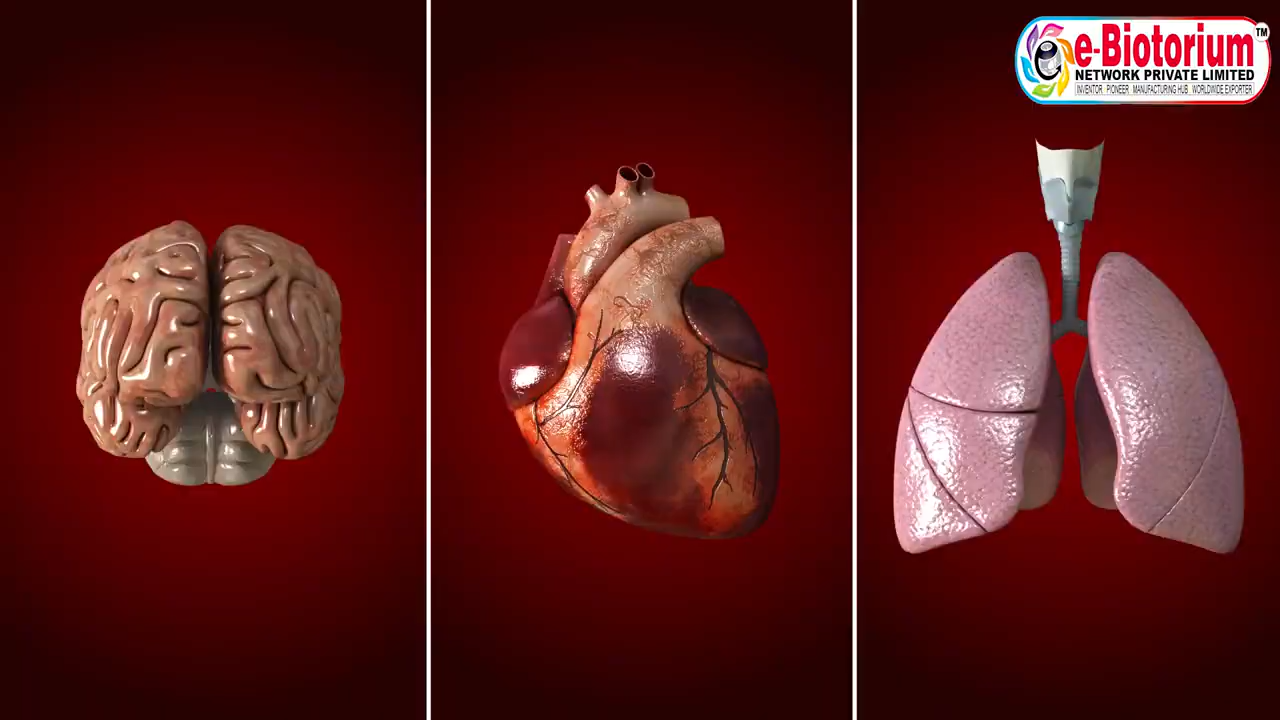 e-Biotorium™
NETWORK PRIVATE LIMITED
INVENTOR PIONEER MANUFACTURING HUB WORLDWIDE EXPORTER